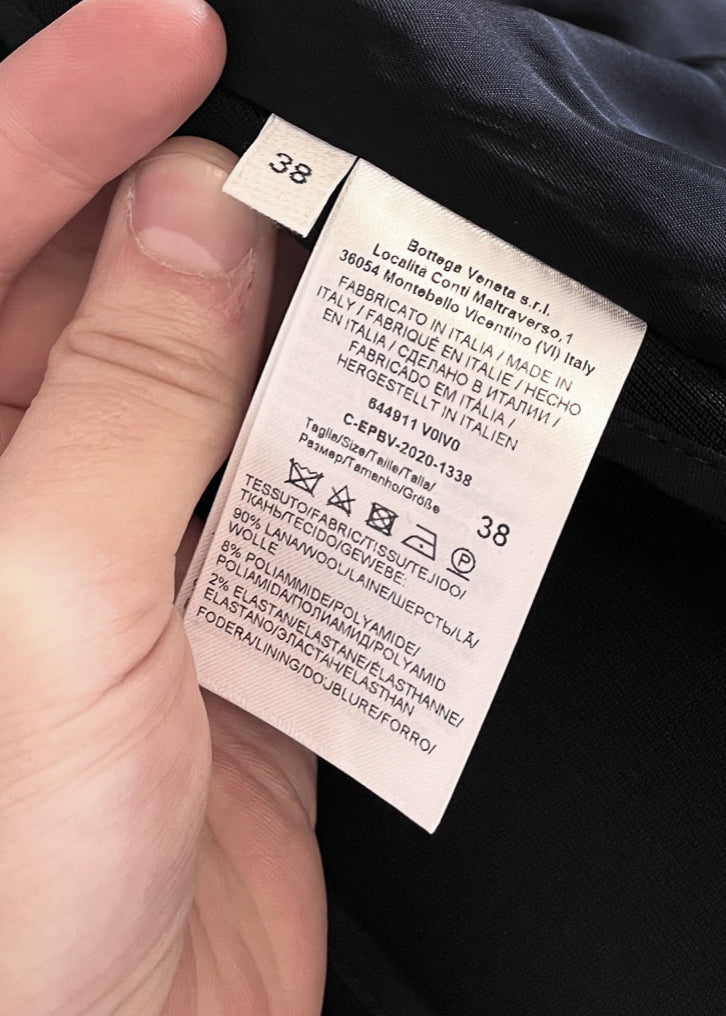 38
Bottega Veneta s.r.l.
Località Conti Maltraverso,1
36054 Montebello Vicentino (VI) Italy
FABBRICATO IN ITALIA / MADE IN
ITALY / FABRIQUÉ EN ITALIE / HECHO
EN ITALIA / СДЕЛАНО В ИТАЛИИ /
FABRICADO EM ITÁLIA /
HERGESTELLT IN ITALIEN
644911 V0IV0
C-EPBV-2020-1338
Taglia/Size/Taille/Talla/
Размер/Tamanho/Größe
38
P
TESSUTO/FABRIC/TISSU/TEJIDO/
ТКАНЬ/TECIDO/GEWEBE:
90% LANA/WOOL/LAINE/ШЕРСТЬ/LÃ/
WOLLE
8% POLIAMMIDE/POLYAMIDE/
POLIAMIDA/ПОЛИАМИД/POLYAMID
2% ELASTAN/ELASTANE/ÉLASTHANNE/
ELASTANO/ЭЛАСТАН/ELASTHAN
FODERA/LINING/DOUBLURE/FORRO/